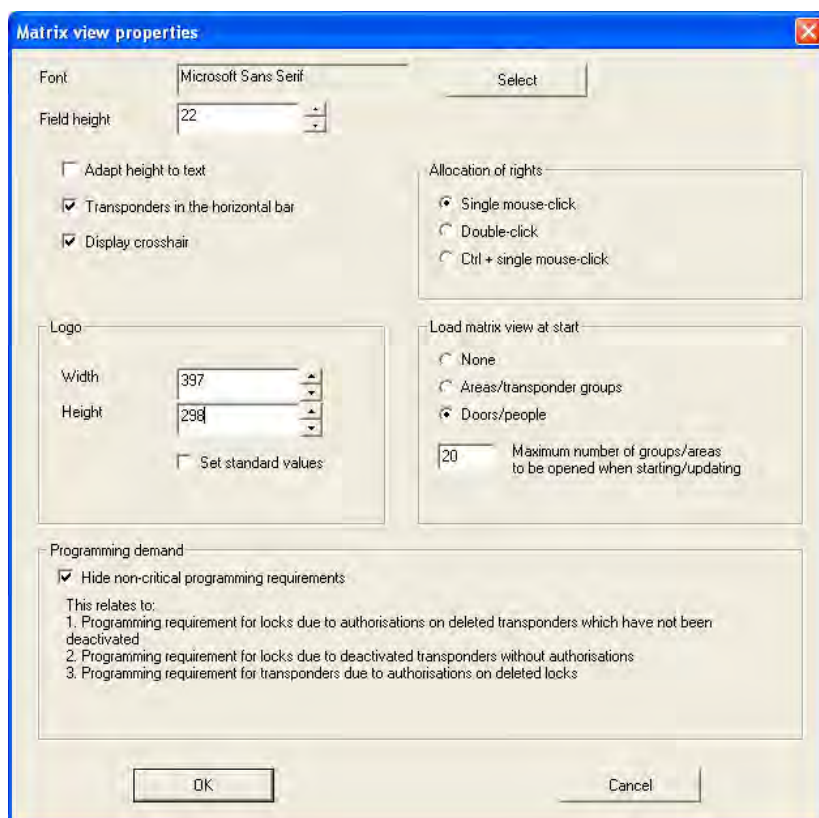 Matrix view properties
Font
Microsoft Sans Serif
Select
Field height
22
Adapt height to text
Transponders in the horizontal bar
Display crosshair
Allocation of rights
Single mouse-click
Double-click
Ctrl + single mouse-click
Logo
Width
397
Height
298
Set standard values
Load matrix view at start
None
Areas/transponder groups
Doors/people
20
Maximum number of groups/areas
to be opened when starting/updating
Programming demand
Hide non-critical programming requirements
This relates to:
1. Programming requirement for locks due to authorisations on deleted transponders which have not been
deactivated
2. Programming requirement for locks due to deactivated transponders without authorisations
3. Programming requirement for transponders due to authorisations on deleted locks
OK
Cancel